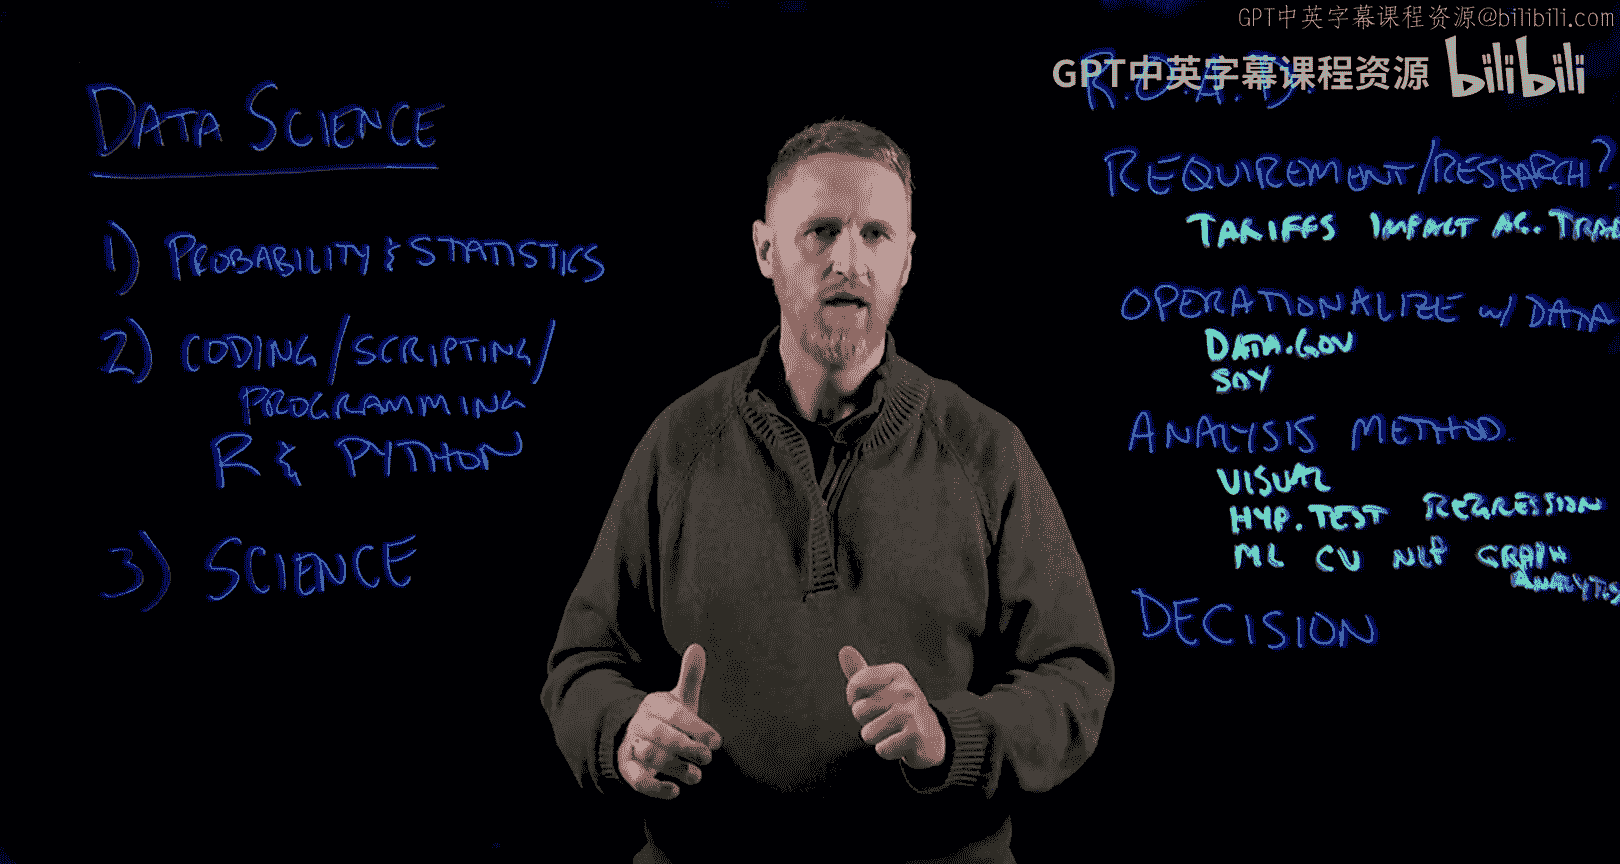 GPT中英字幕课程资源@bilibili.com
GPT中英字幕课程资源 bilibili
DATA SCIENCE
1) PROBABILITY & STATISTICS
2) CODING/SCRIPTING/
PROGRAMMING
R & PYTHON
3) SCIENCE
R.O.A.D.
REQUIREMENT/RESEARCH?
TARIFFS IMPACT AG. TRAD
OPERATIONALIZE W/ DATA
DATA.GOV
SOY
ANALYSIS METHOD.
VISUAL
HYP. TEST REGRESSION
ML CV NLP GRAPH
ANALYTICS
DECISION